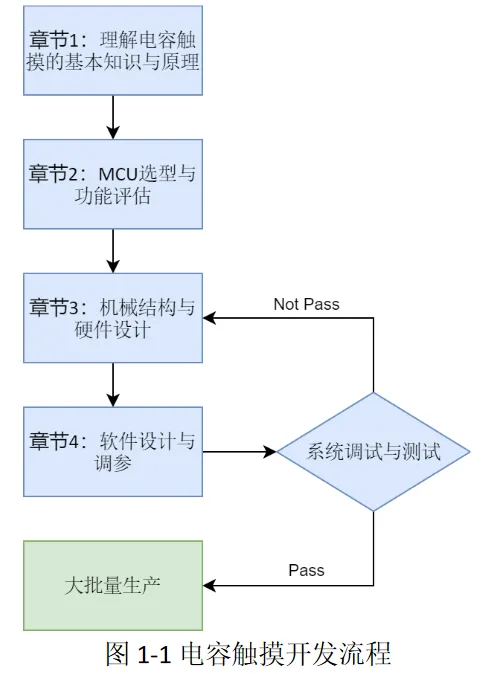 章节1：理解电容触
摸的基本知识与原理
章节2：MCU选型与
功能评估
章节3：机械结构与
硬件设计
Not Pass
章节4：软件设计与
调参
系统调试与测试
Pass
大批量生产
图 1-1 电容触摸开发流程